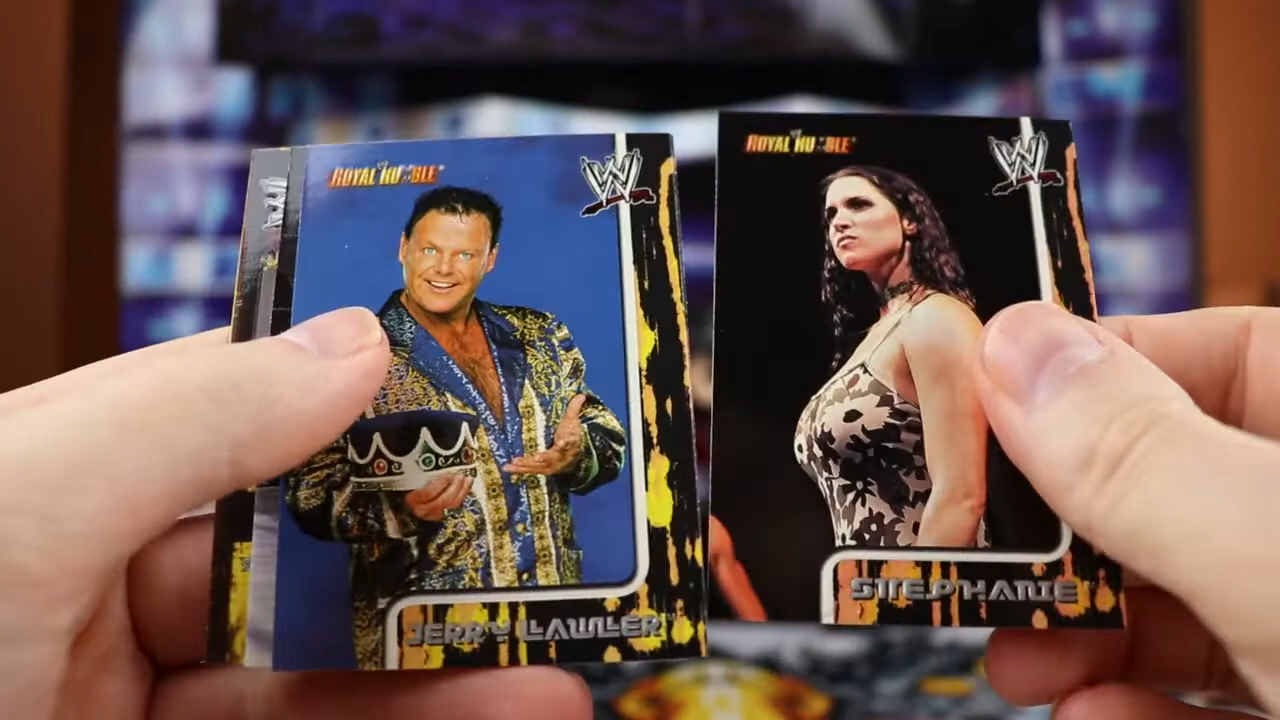 ROYAL RUMBLE
W
JERRY LAWLER
ROYAL RUMBLE
W
STEPHANIE